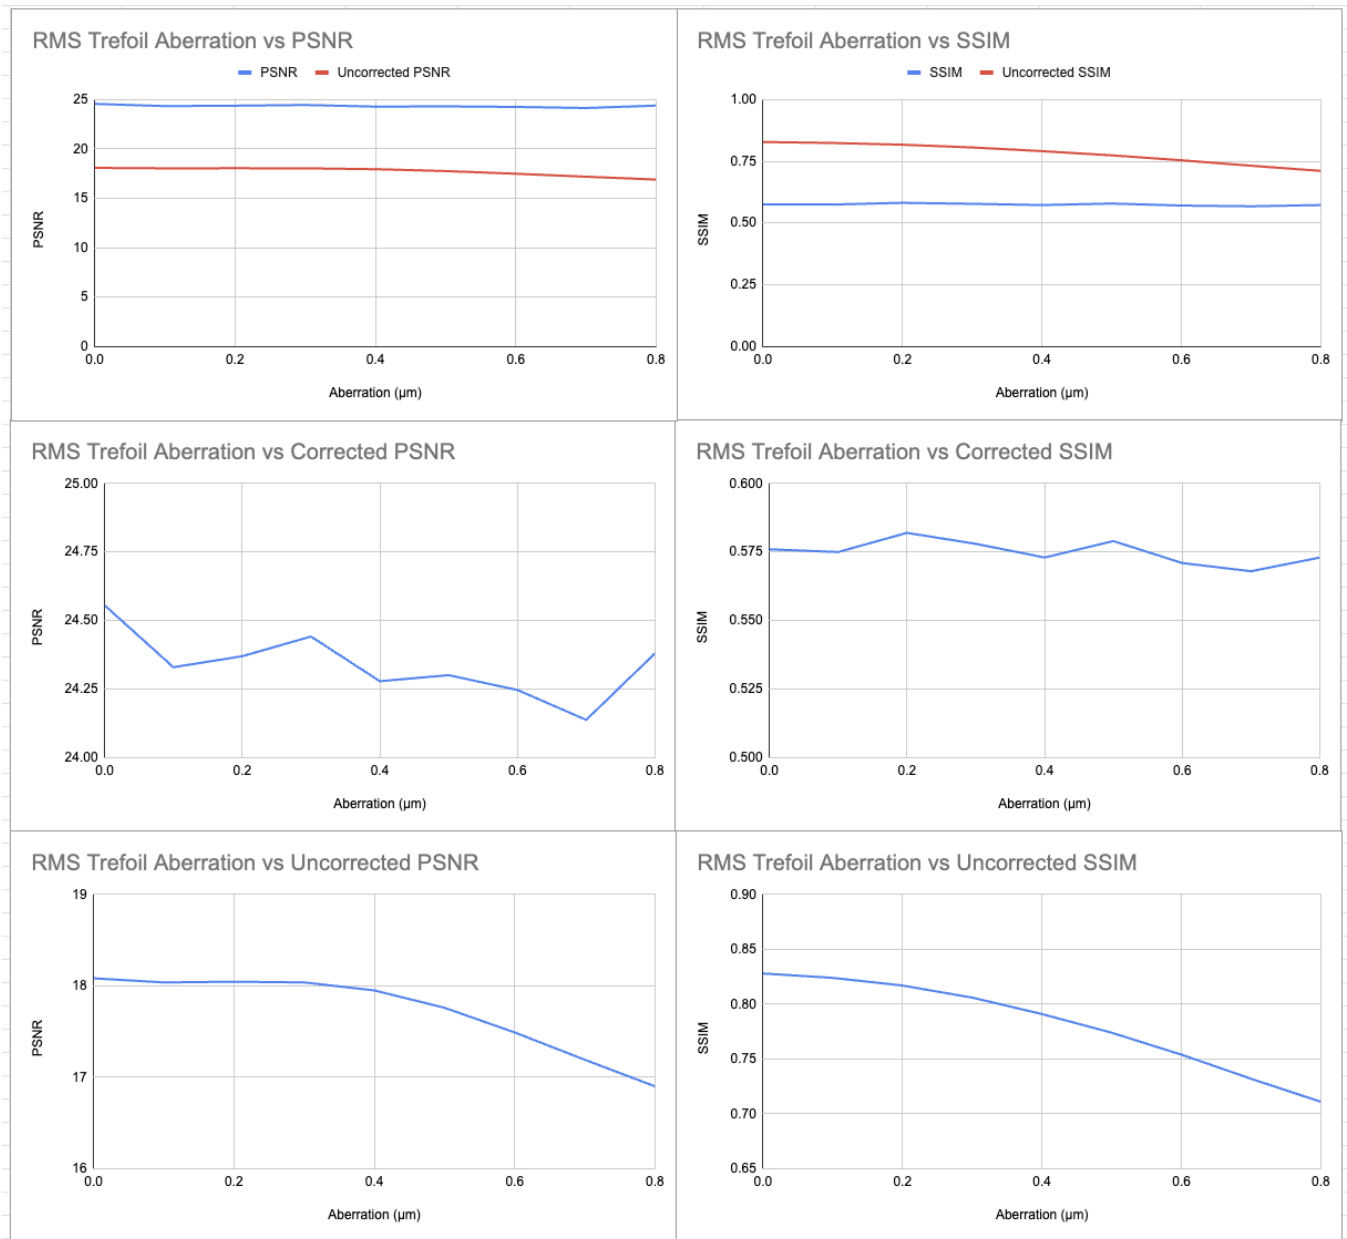 RMS Trefoil Aberration vs PSNR
PSNR Uncorrected PSNR
25
20
15
10
5
0
PSNR
0.0 0.2 0.4 0.6 0.8
Aberration (µm)
RMS Trefoil Aberration vs SSIM
SSIM Uncorrected SSIM
1.00
0.75
0.50
0.25
0.00
SSIM
0.0 0.2 0.4 0.6 0.8
Aberration (µm)
RMS Trefoil Aberration vs Corrected PSNR
25.00
24.75
24.50
24.25
24.00
PSNR
0.0 0.2 0.4 0.6 0.8
Aberration (µm)
RMS Trefoil Aberration vs Corrected SSIM
0.600
0.575
0.550
0.525
0.500
SSIM
0.0 0.2 0.4 0.6 0.8
Aberration (µm)
RMS Trefoil Aberration vs Uncorrected PSNR
19
18
17
16
PSNR
0.0 0.2 0.4 0.6 0.8
Aberration (µm)
RMS Trefoil Aberration vs Uncorrected SSIM
0.90
0.85
0.80
0.75
0.70
0.65
SSIM
0.0 0.2 0.4 0.6 0.8
Aberration (µm)